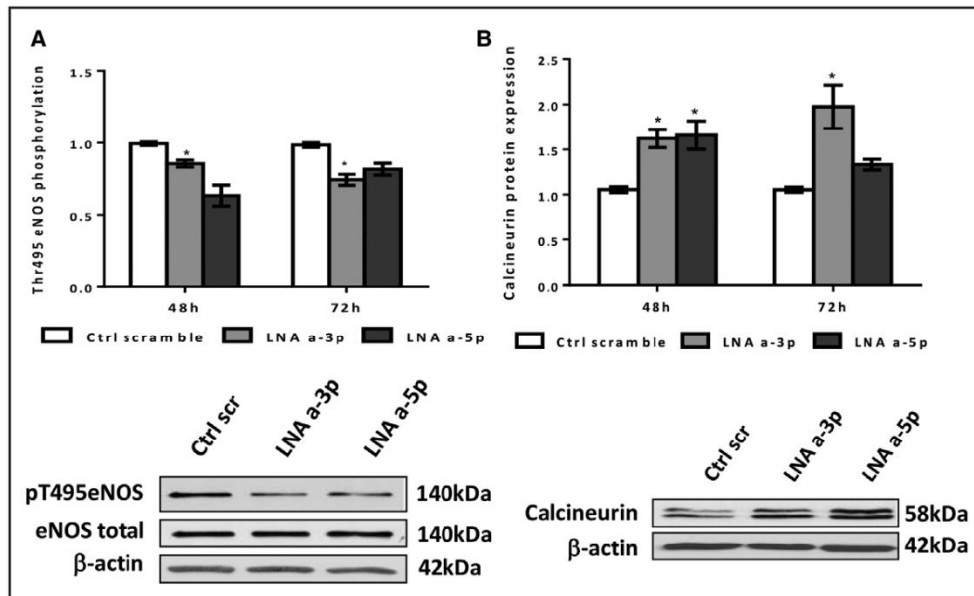 A
B
Thr495 eNOS phosphorylation
1.5
1.0
0.5
0.0
*
*
48h
72h
Ctrl scramble
LNA a-3p
LNA a-5p
Calcineurin protein expression
2.5
2.0
1.5
1.0
0.5
0.0
*
*
*
48h
72h
Ctrl scramble
LNA a-3p
LNA a-5p
Ctrl scr
LNA a-3p
LNA a-5p
pT495eNOS
140kDa
eNOS total
140kDa
β-actin
42kDa
Ctrl scr
LNA a-3p
LNA a-5p
Calcineurin
58kDa
β-actin
42kDa